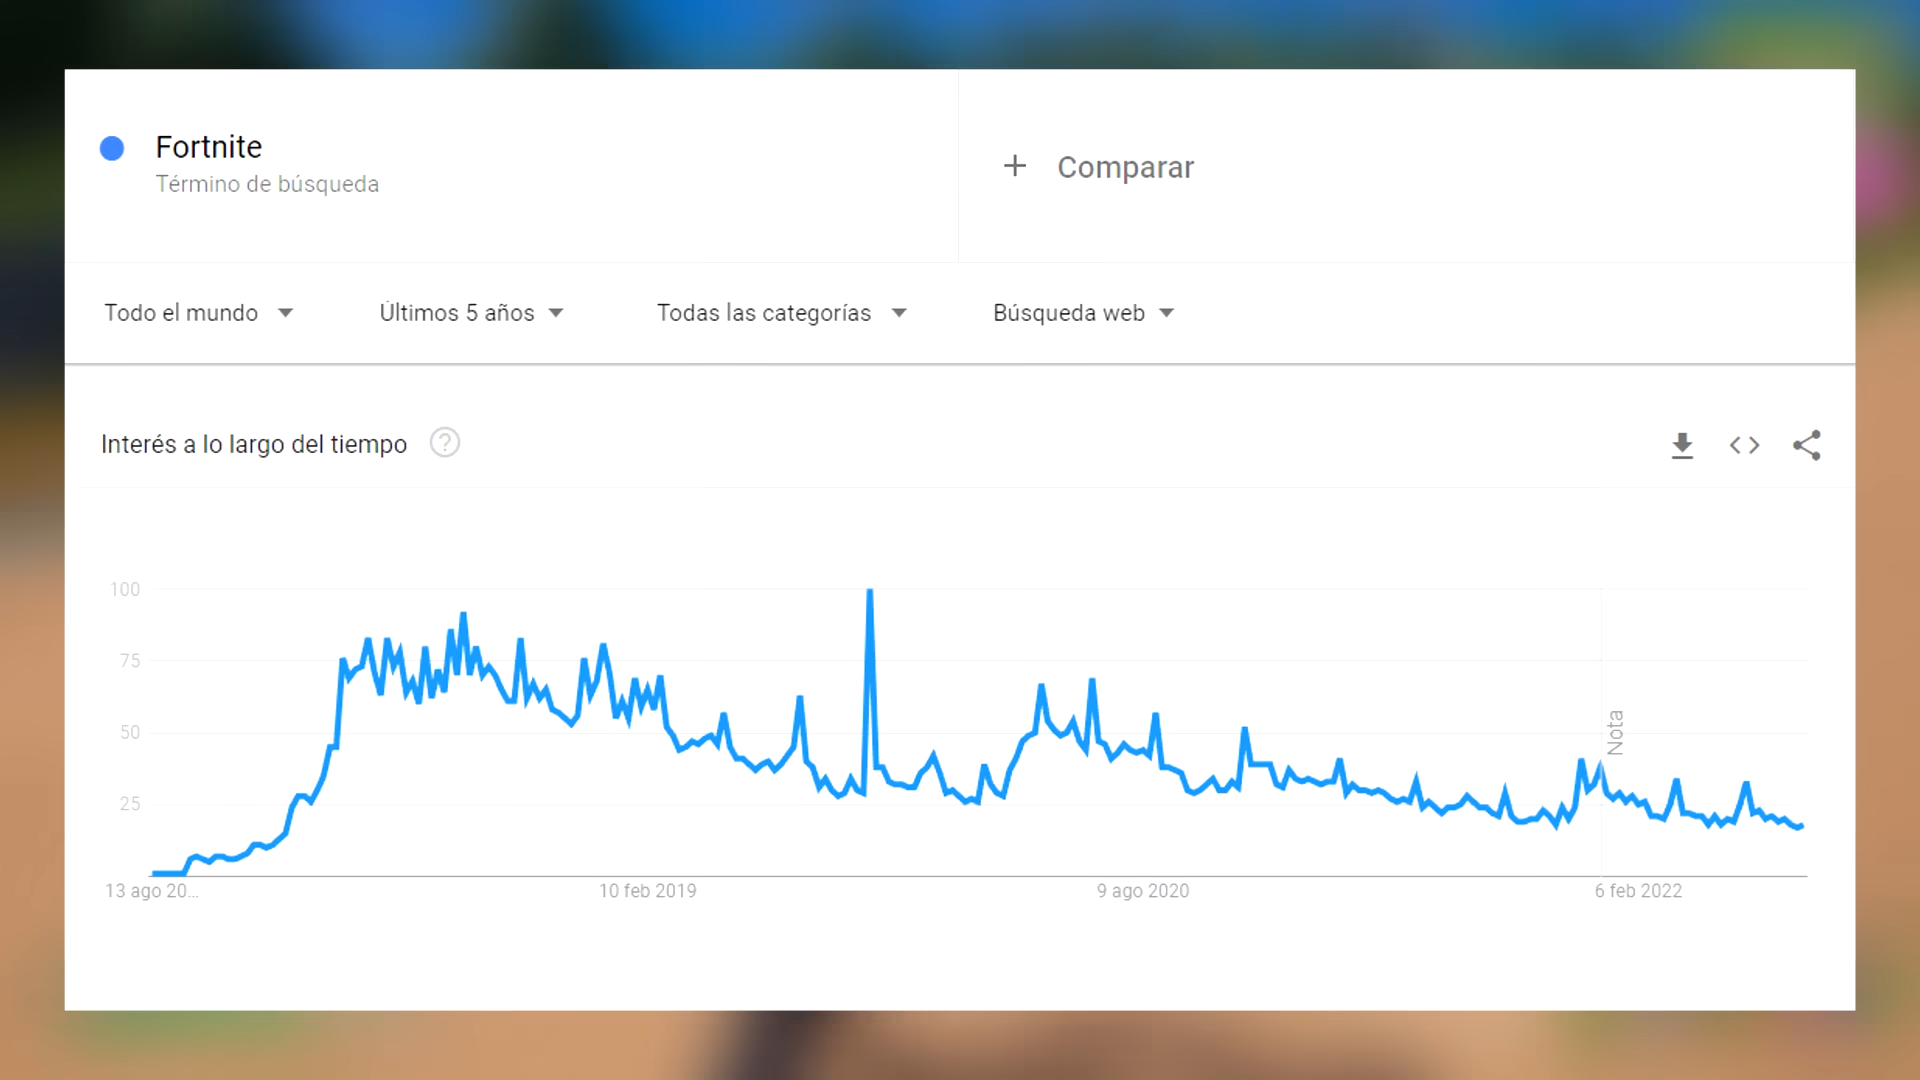 Fortnite
Término de búsqueda
+ Comparar
Todo el mundo
Últimos 5 años
Todas las categorías
Búsqueda web
Interés a lo largo del tiempo ?
100
75
50
25
Nota
13 ago 20...
10 feb 2019
9 ago 2020
6 feb 2022